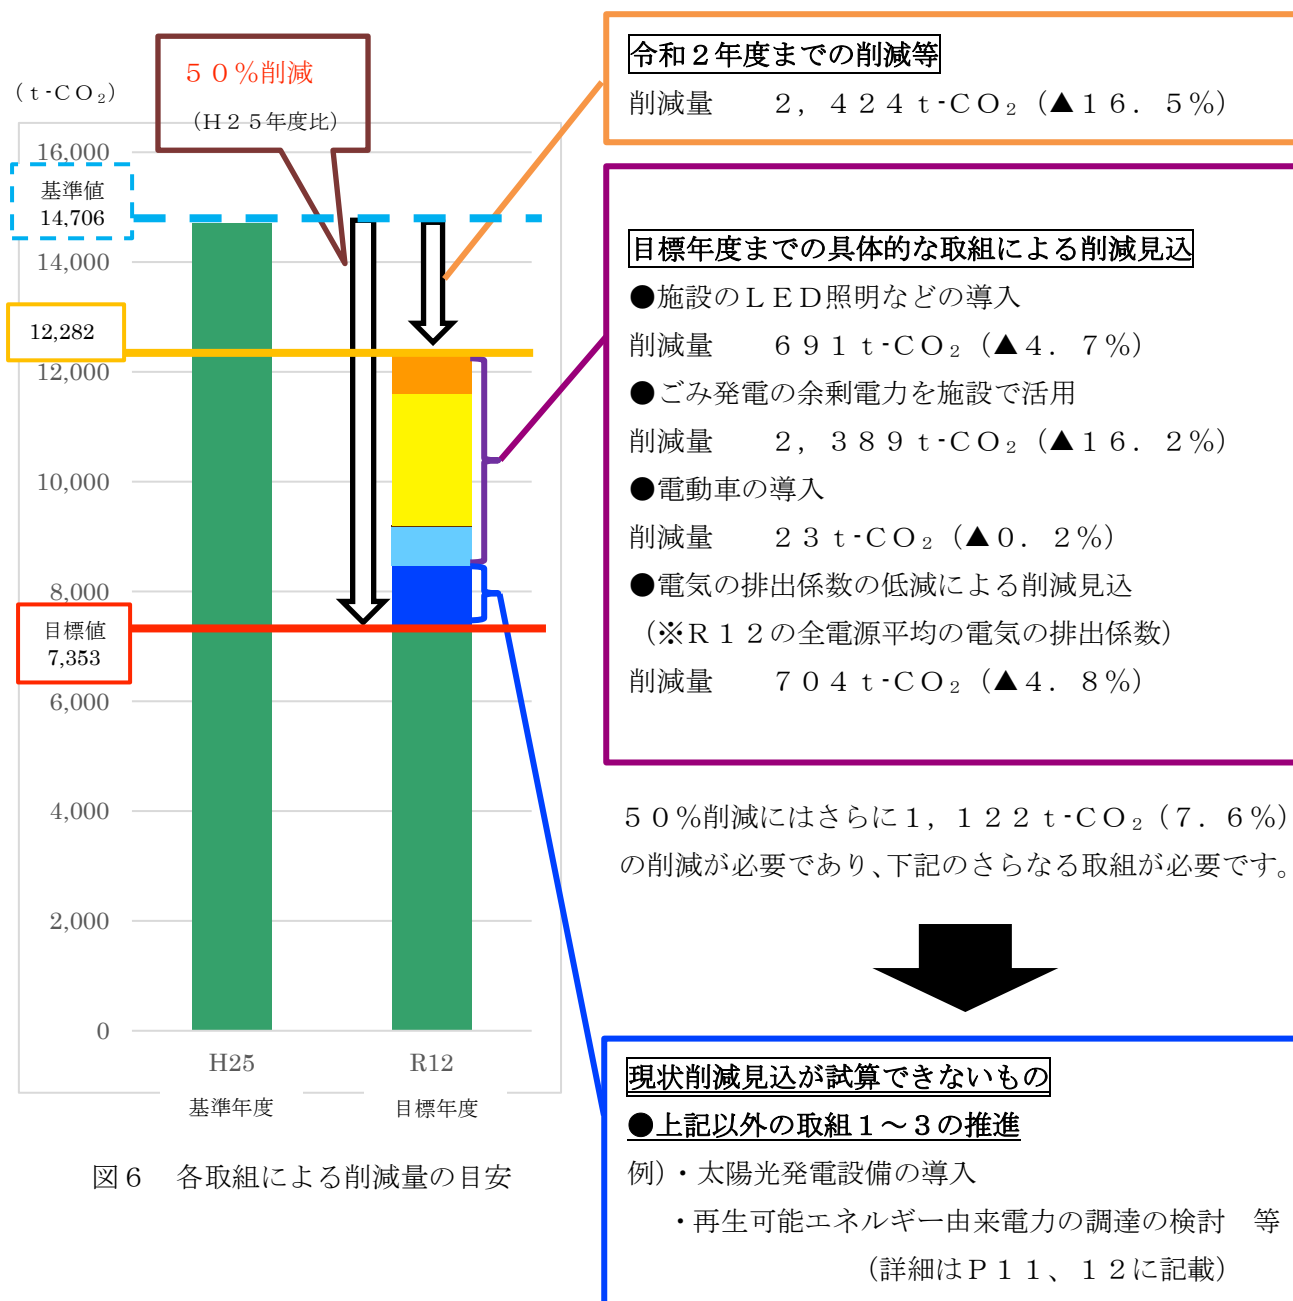 (t-CO₂)
50%削減
(H25年度比)
16,000
基準値
14,706
14,000
12,282
12,000
10,000
8,000
目標値
7,353
6,000
4,000
2,000
0
H25
R12
基準年度
目標年度
図6 各取組による削減量の目安
令和2年度までの削減等
削減量 2,424t-CO₂(▲16.5%)
目標年度までの具体的な取組による削減見込
●施設のLED照明などの導入
削減量 691t-CO₂(▲4.7%)
●ごみ発電の余剰電力を施設で活用
削減量 2,389t-CO₂(▲16.2%)
●電動車の導入
削減量 23t-CO₂(▲0.2%)
●電気の排出係数の低減による削減見込
(※R12の全電源平均の電気の排出係数)
削減量 704t-CO₂(▲4.8%)
50%削減にはさらに1,122t-CO₂(7.6%)
の削減が必要であり、下記のさらなる取組が必要です。
現状削減見込が試算できないもの
●上記以外の取組1~3の推進
例)・太陽光発電設備の導入
・再生可能エネルギー由来電力の調達の検討 等
(詳細はP11、12に記載)